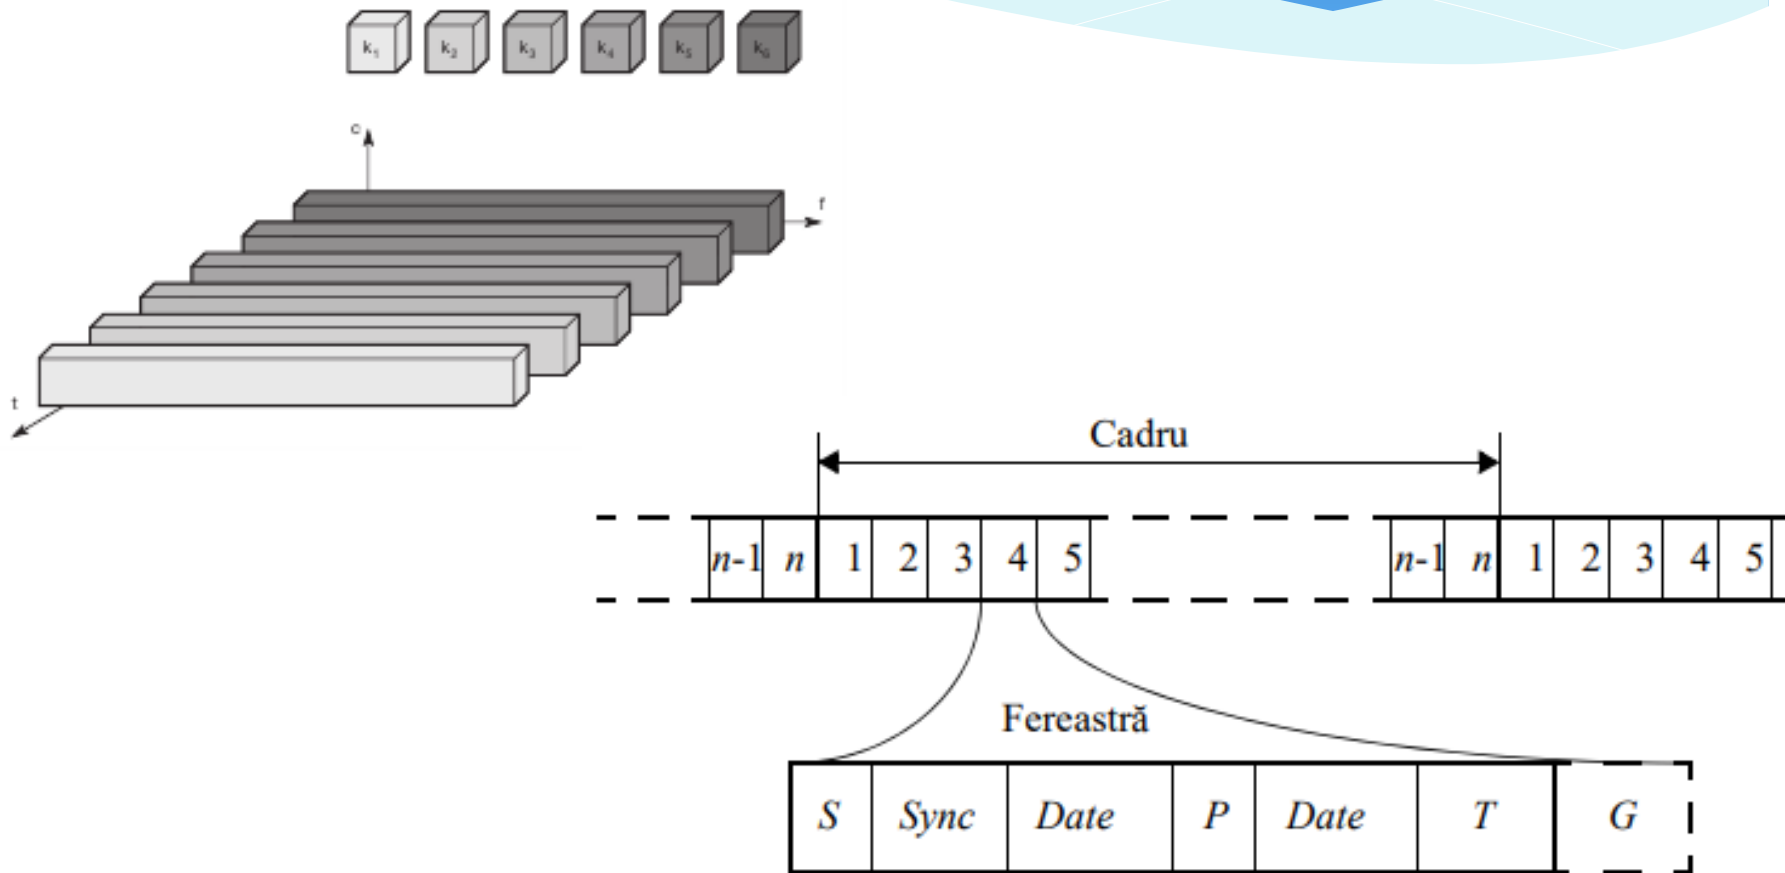 k₁ k₂ k₃ k₄ k₅ k₆
c
f
t
Cadru
n-1 n 1 2 3 4 5 n-1 n 1 2 3 4 5
Fereastră
S Sync Date P Date T G